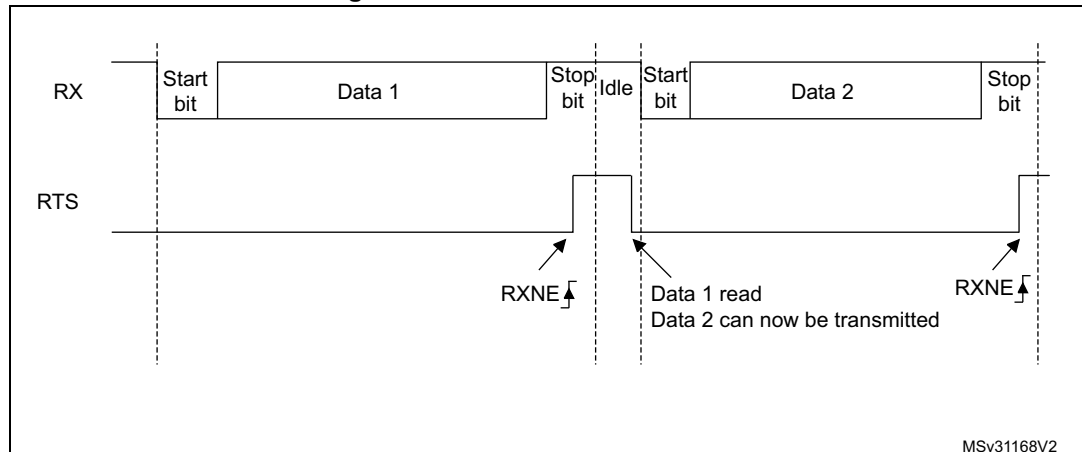 RX
Start bit
Data 1
Stop bit
Idle
Start bit
Data 2
Stop bit
RTS
RXNE
Data 1 read
Data 2 can now be transmitted
RXNE
MSv31168V2